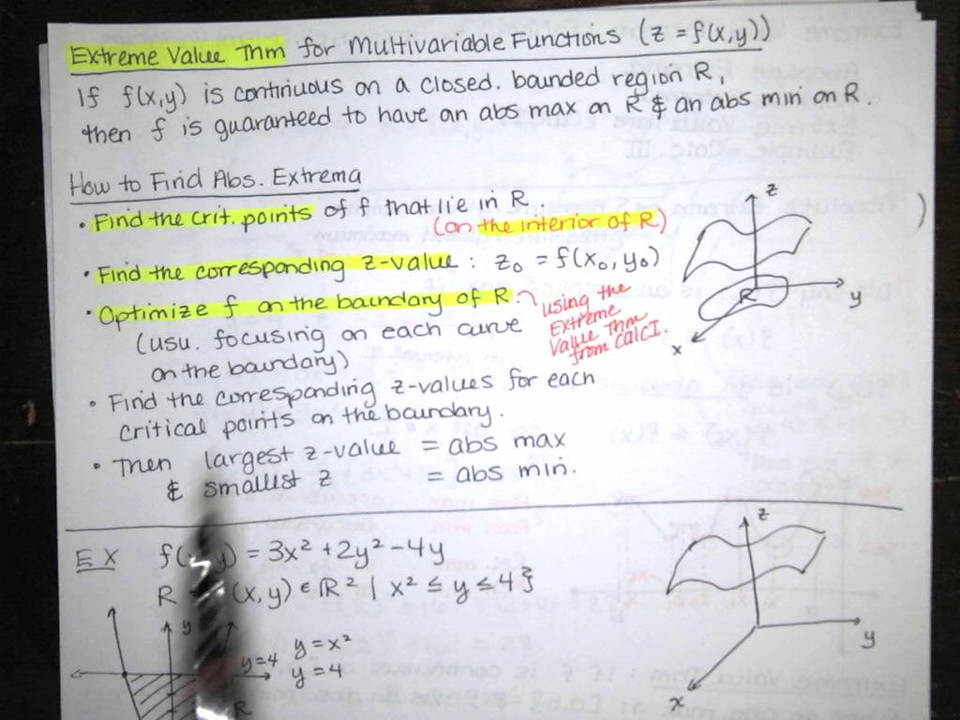 Extreme Value Thm for Multivariable Functions (z = f(x,y))
If f(x,y) is continuous on a closed, bounded region R,
then f is guaranteed to have an abs max on R & an abs min on R.
How to Find Abs. Extrema
• Find the crit. points of f that lie in R.
(on the interior of R)
• Find the corresponding z-value : z₀ = f(x₀, y₀)
• Optimize f on the boundary of R:
(usu. focusing on each curve
on the boundary)
using the
Extreme
Value Thm
from Calc I.
• Find the corresponding z-values for each
critical points on the boundary.
• Then largest z-value = abs max
& smallest z = abs min.
z
R
y
x
EX f( y) = 3x² + 2y² - 4y
R (x, y) ∈ ℝ² | x² ≤ y ≤ 4}
y
y=4
y = x²
y = 4
R
z
y
x